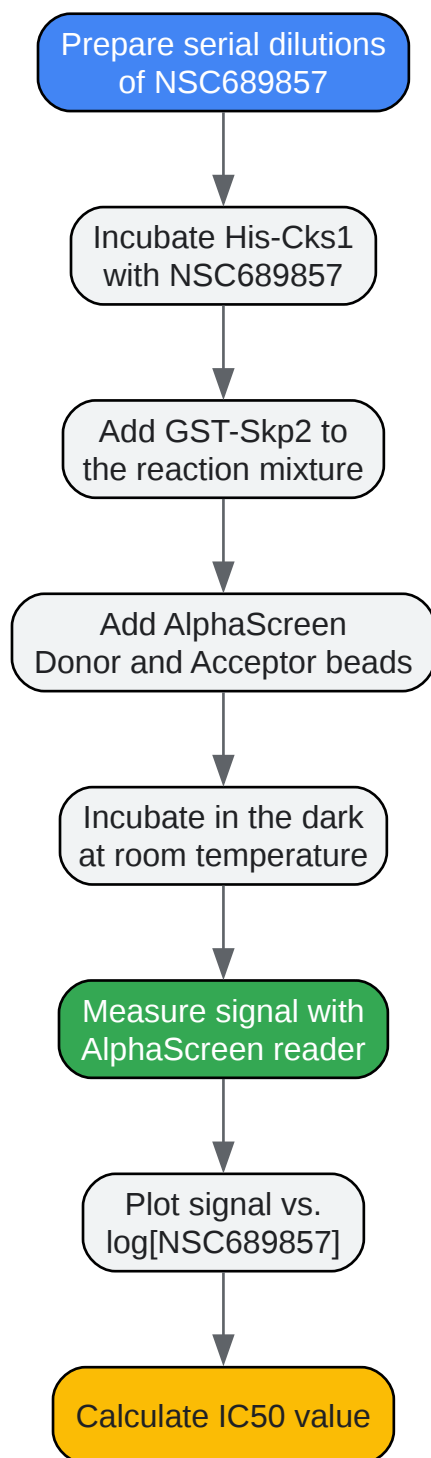 Prepare serial dilutions
of NSC689857
Incubate His-Cks1
with NSC689857
Add GST-Skp2 to
the reaction mixture
Add AlphaScreen
Donor and Acceptor beads
Incubate in the dark
at room temperature
Measure signal with
AlphaScreen reader
Plot signal vs.
log[NSC689857]
Calculate IC50 value